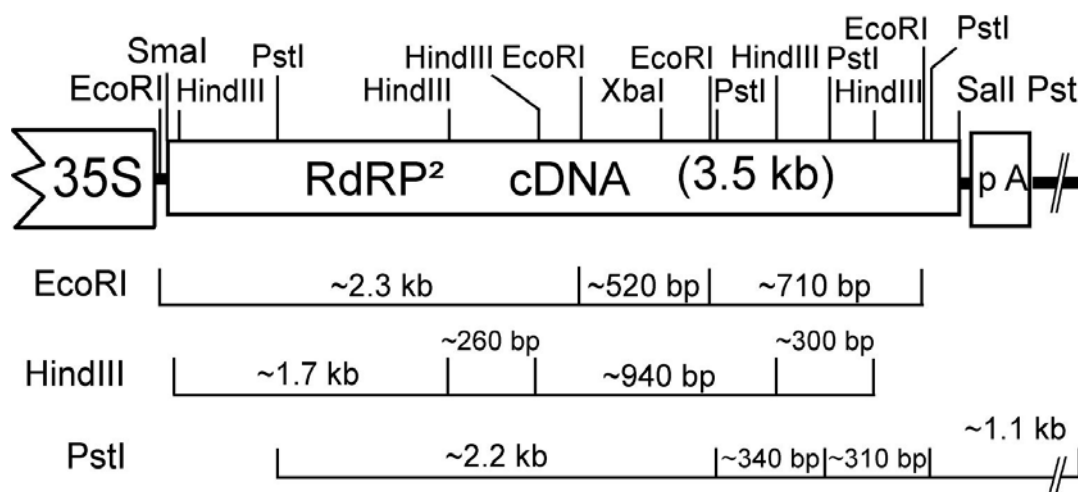 EcoRI PstI
SmaI PstI HindIII EcoRI EcoRI HindIII PstI
EcoRI HindIII HindIII XbaI PstI HindIII SalI Pst
35S RdRP² cDNA (3.5 kb) p A
EcoRI ~2.3 kb ~520 bp ~710 bp
~260 bp ~300 bp
HindIII ~1.7 kb ~940 bp
~1.1 kb
PstI ~2.2 kb ~340 bp ~310 bp